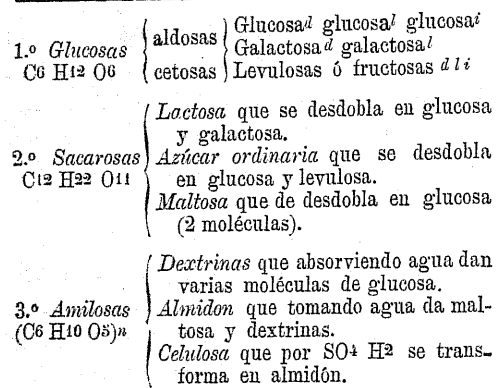 1.º Glucosas
C6 H12 O6
aldosas
cetosas
Glucosa d glucosa l glucosa i
Galactosa d galactosa l
Levulosas ó fructosas d l i
2.º Sacarosas
C12 H22 O11
Lactosa que se desdobla en glucosa
y galactosa.
Azúcar ordinaria que se desdobla
en glucosa y levulosa.
Maltosa que de desdobla en glucosa
(2 moléculas).
3.º Amilosas
(C6 H10 O5)n
Dextrinas que absorviendo agua dan
varias moléculas de glucosa.
Almidon que tomando agua da mal-
tosa y dextrinas.
Celulosa que por SO4 H2 se trans-
forma en almidón.